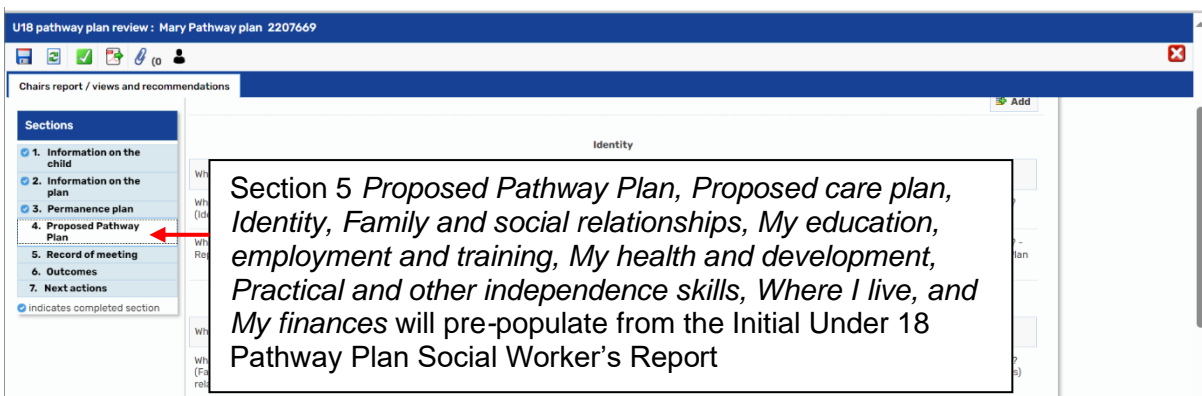 U18 pathway plan review : Mary Pathway plan 2207669
(0
Chairs report / views and recommendations
Add
Sections
1. Information on the
child
2. Information on the
plan
3. Permanence plan
4. Proposed Pathway
Plan
5. Record of meeting
6. Outcomes
7. Next actions
indicates completed section
Identity
Section 5 Proposed Pathway Plan, Proposed care plan,
Identity, Family and social relationships, My education,
employment and training, My health and development,
Practical and other independence skills, Where I live, and
My finances will pre-populate from the Initial Under 18
Pathway Plan Social Worker's Report